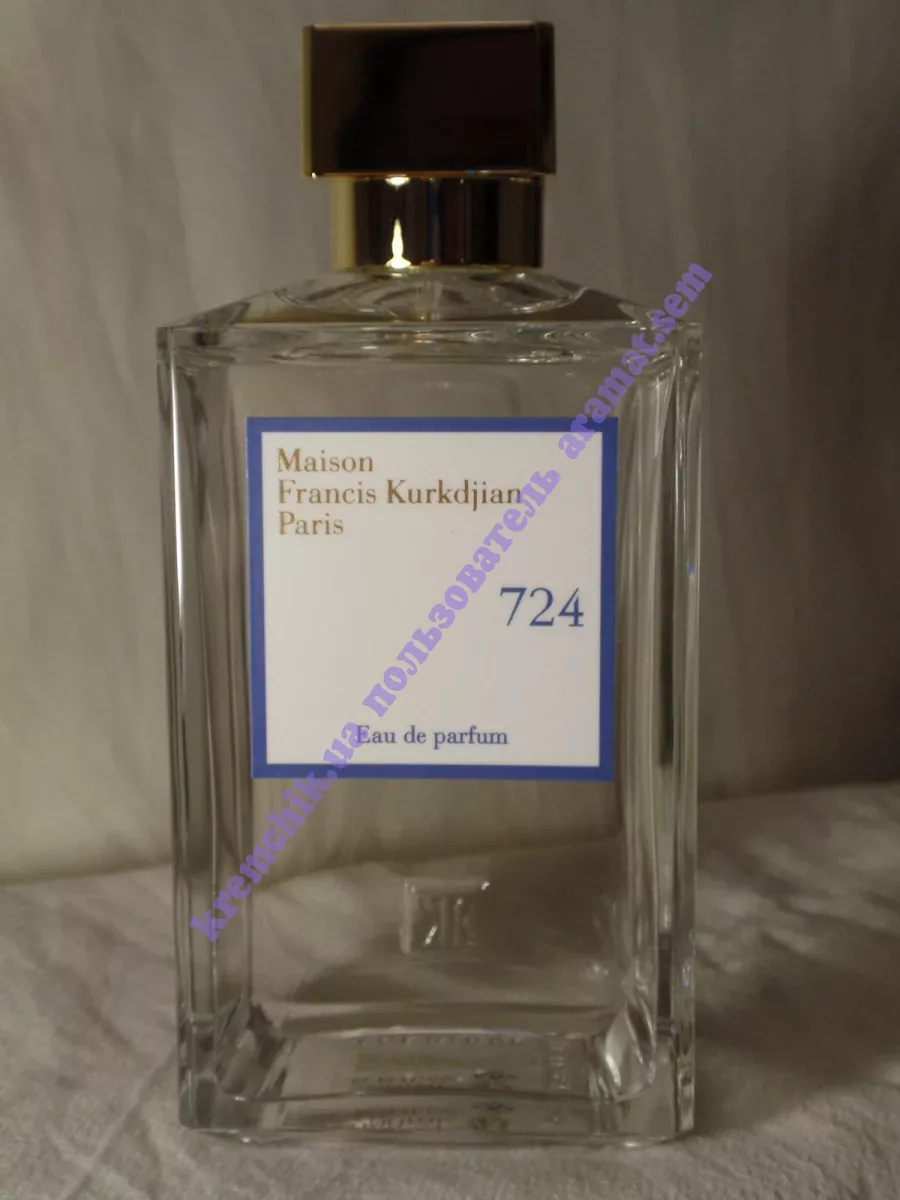 Maison
Francis Kurkdjian
Paris
724
Eau de parfum
kremchik.ua пользователь aramat.sem